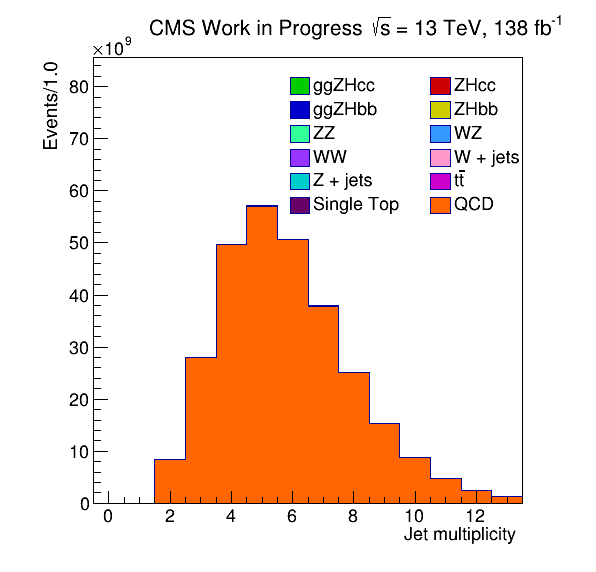 CMS Work in Progress √s = 13 TeV, 138 fb⁻¹
×10⁹
Events/1.0
ggZHcc ZHcc
ggZHbb ZHbb
ZZ WZ
WW W + jets
Z + jets tt̄
Single Top QCD
80
70
60
50
40
30
20
10
0
0 2 4 6 8 10 12
Jet multiplicity